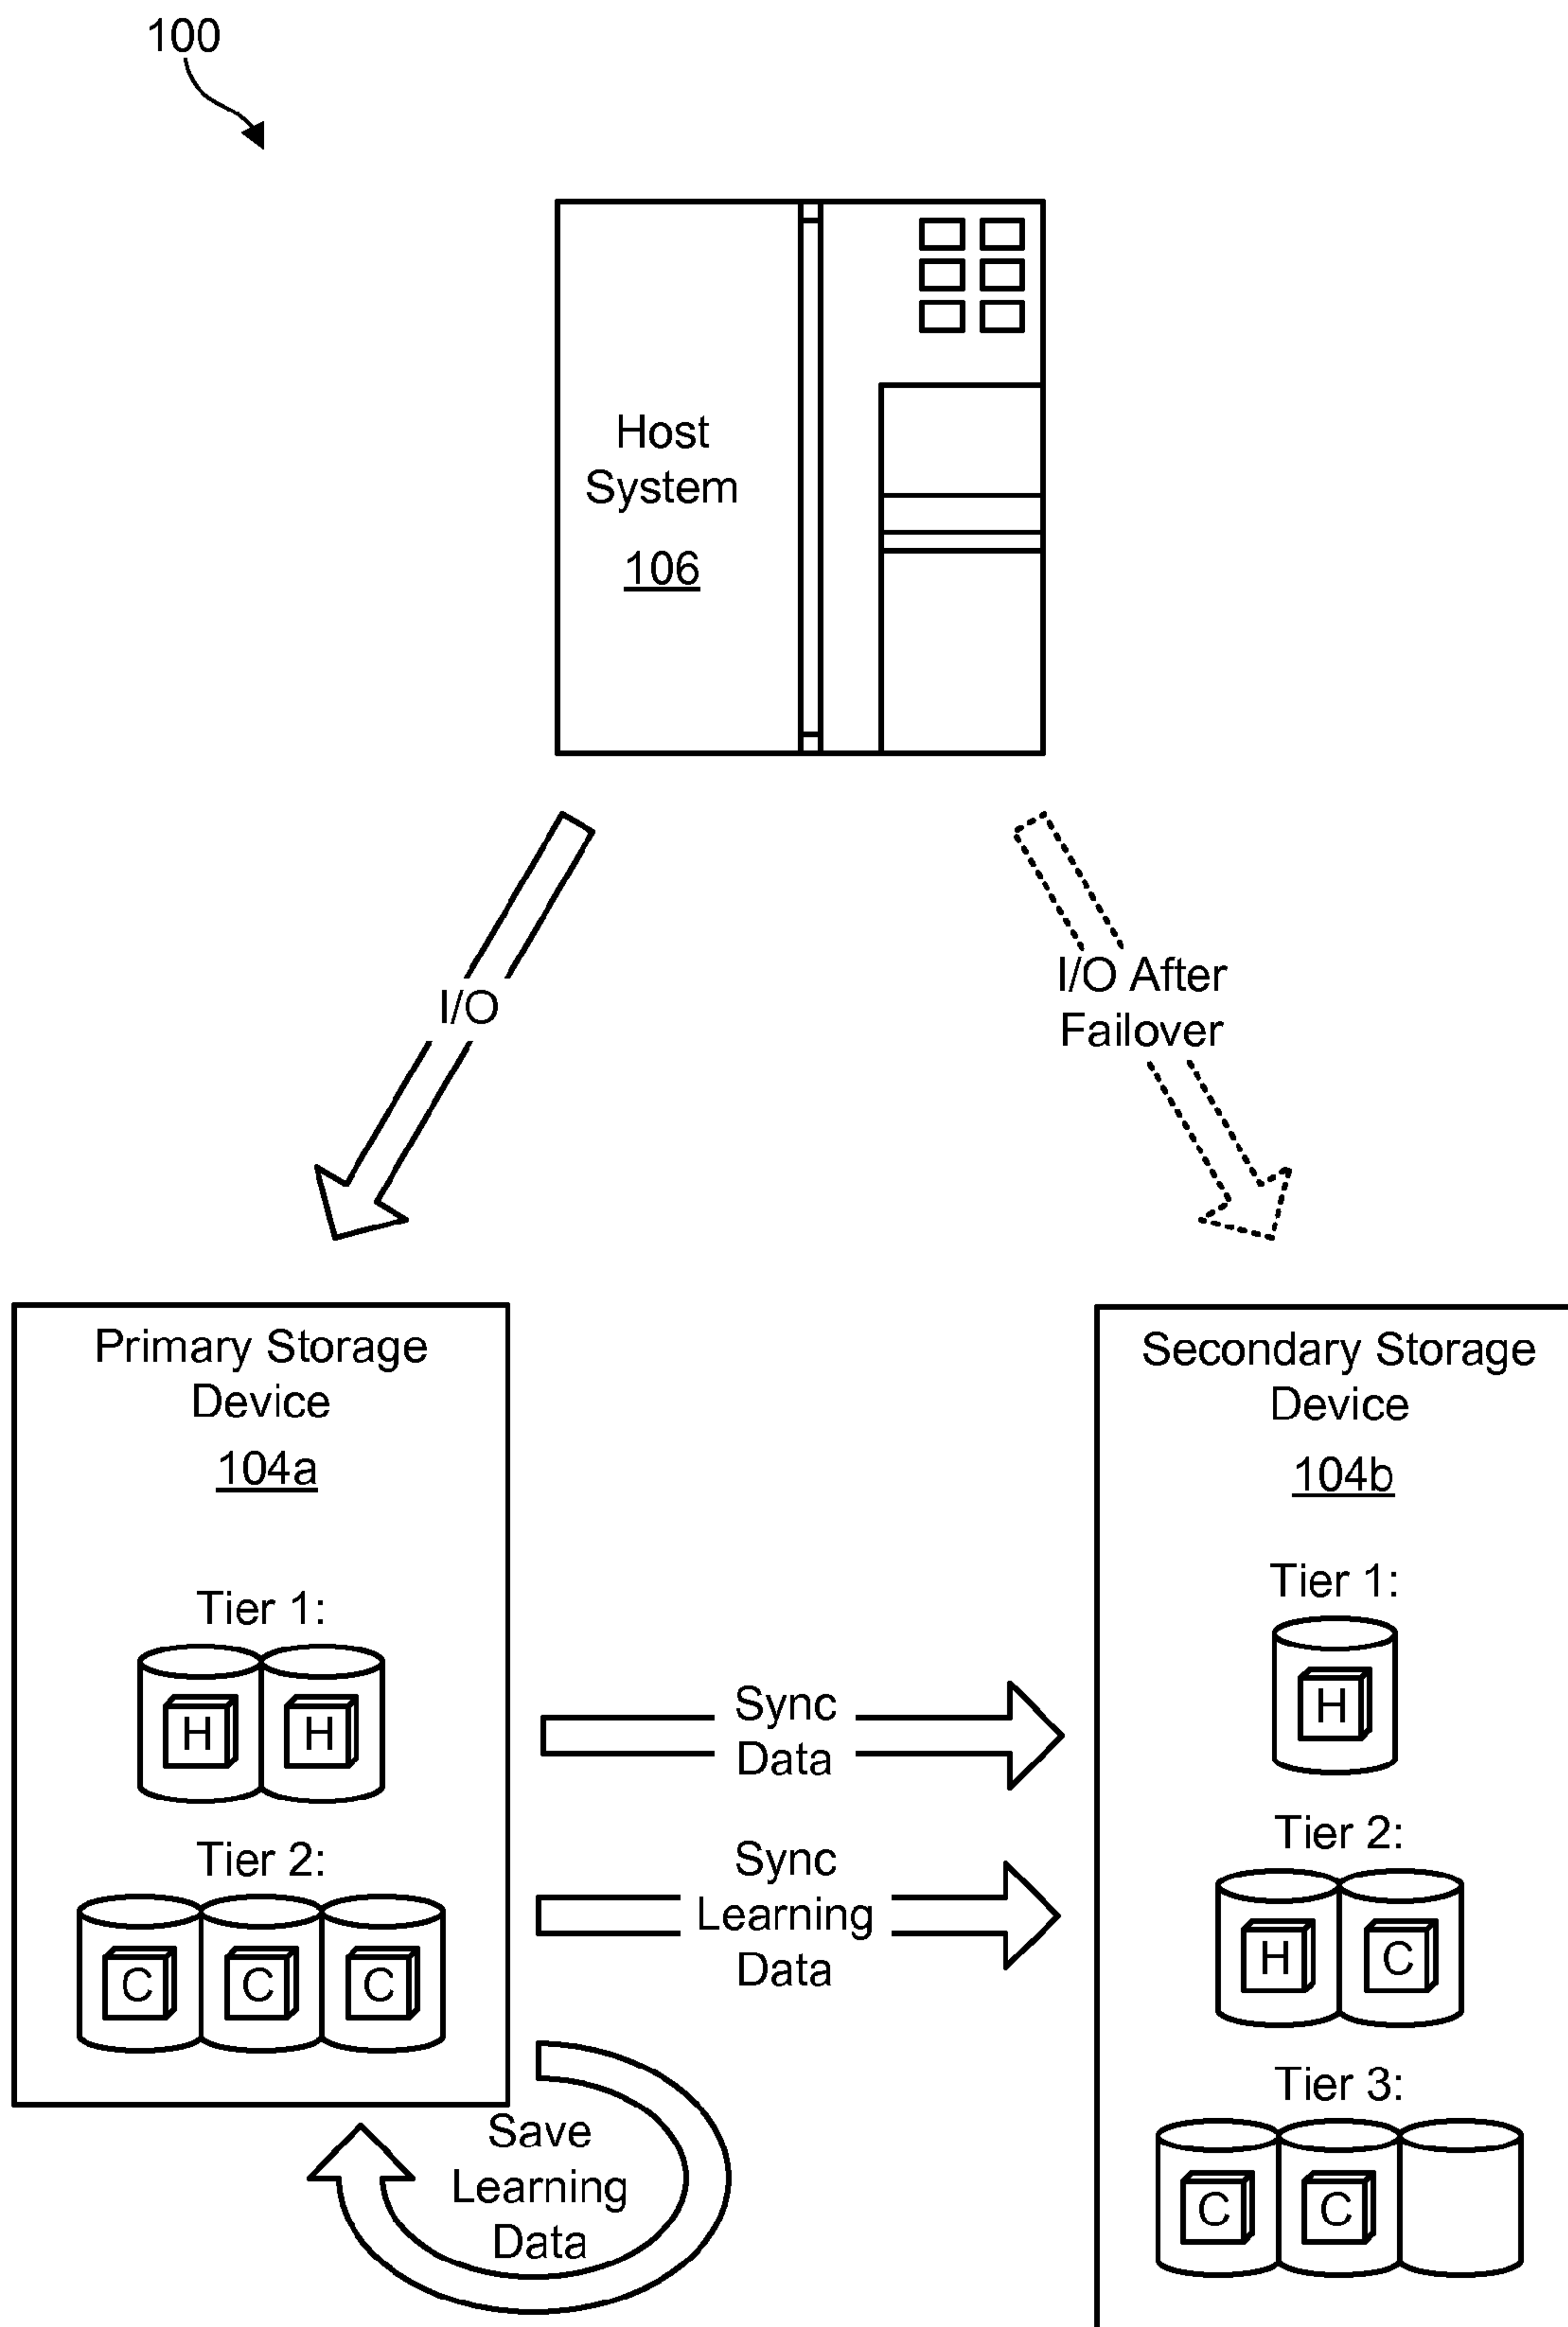 100
Host
System
106
I/O
I/O After
Failover
Primary Storage
Device
104a
Tier 1:
H H
Tier 2:
C C C
Sync
Data
Sync
Learning
Data
Save
Learning
Data
Secondary Storage
Device
104b
Tier 1:
H
Tier 2:
H C
Tier 3:
C C